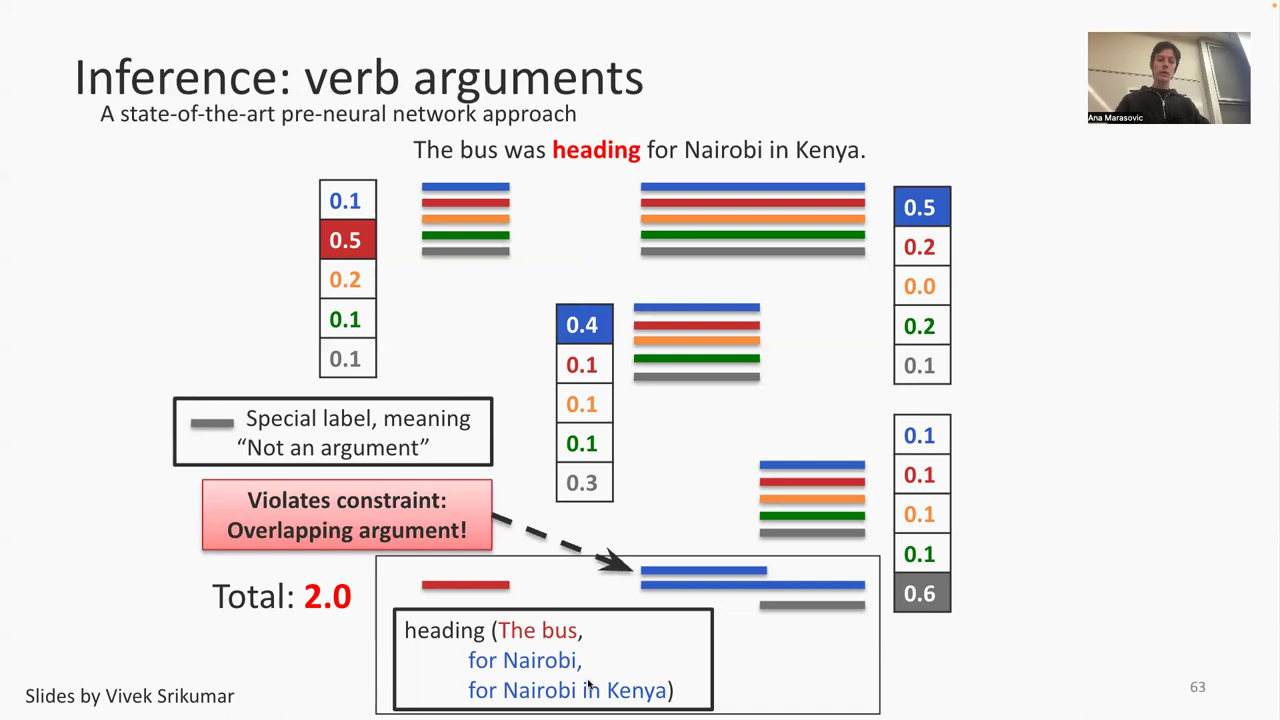 Inference: verb arguments
A state-of-the-art pre-neural network approach
The bus was heading for Nairobi in Kenya.
0.1
0.5
0.2
0.1
0.1
0.5
0.2
0.0
0.2
0.1
0.4
0.1
0.1
0.1
0.3
Special label, meaning
“Not an argument”
0.1
0.1
0.1
0.1
0.6
Violates constraint:
Overlapping argument!
Total: 2.0
heading (The bus,
for Nairobi,
for Nairobi in Kenya)
Slides by Vivek Srikumar
63
Ana Marasovic